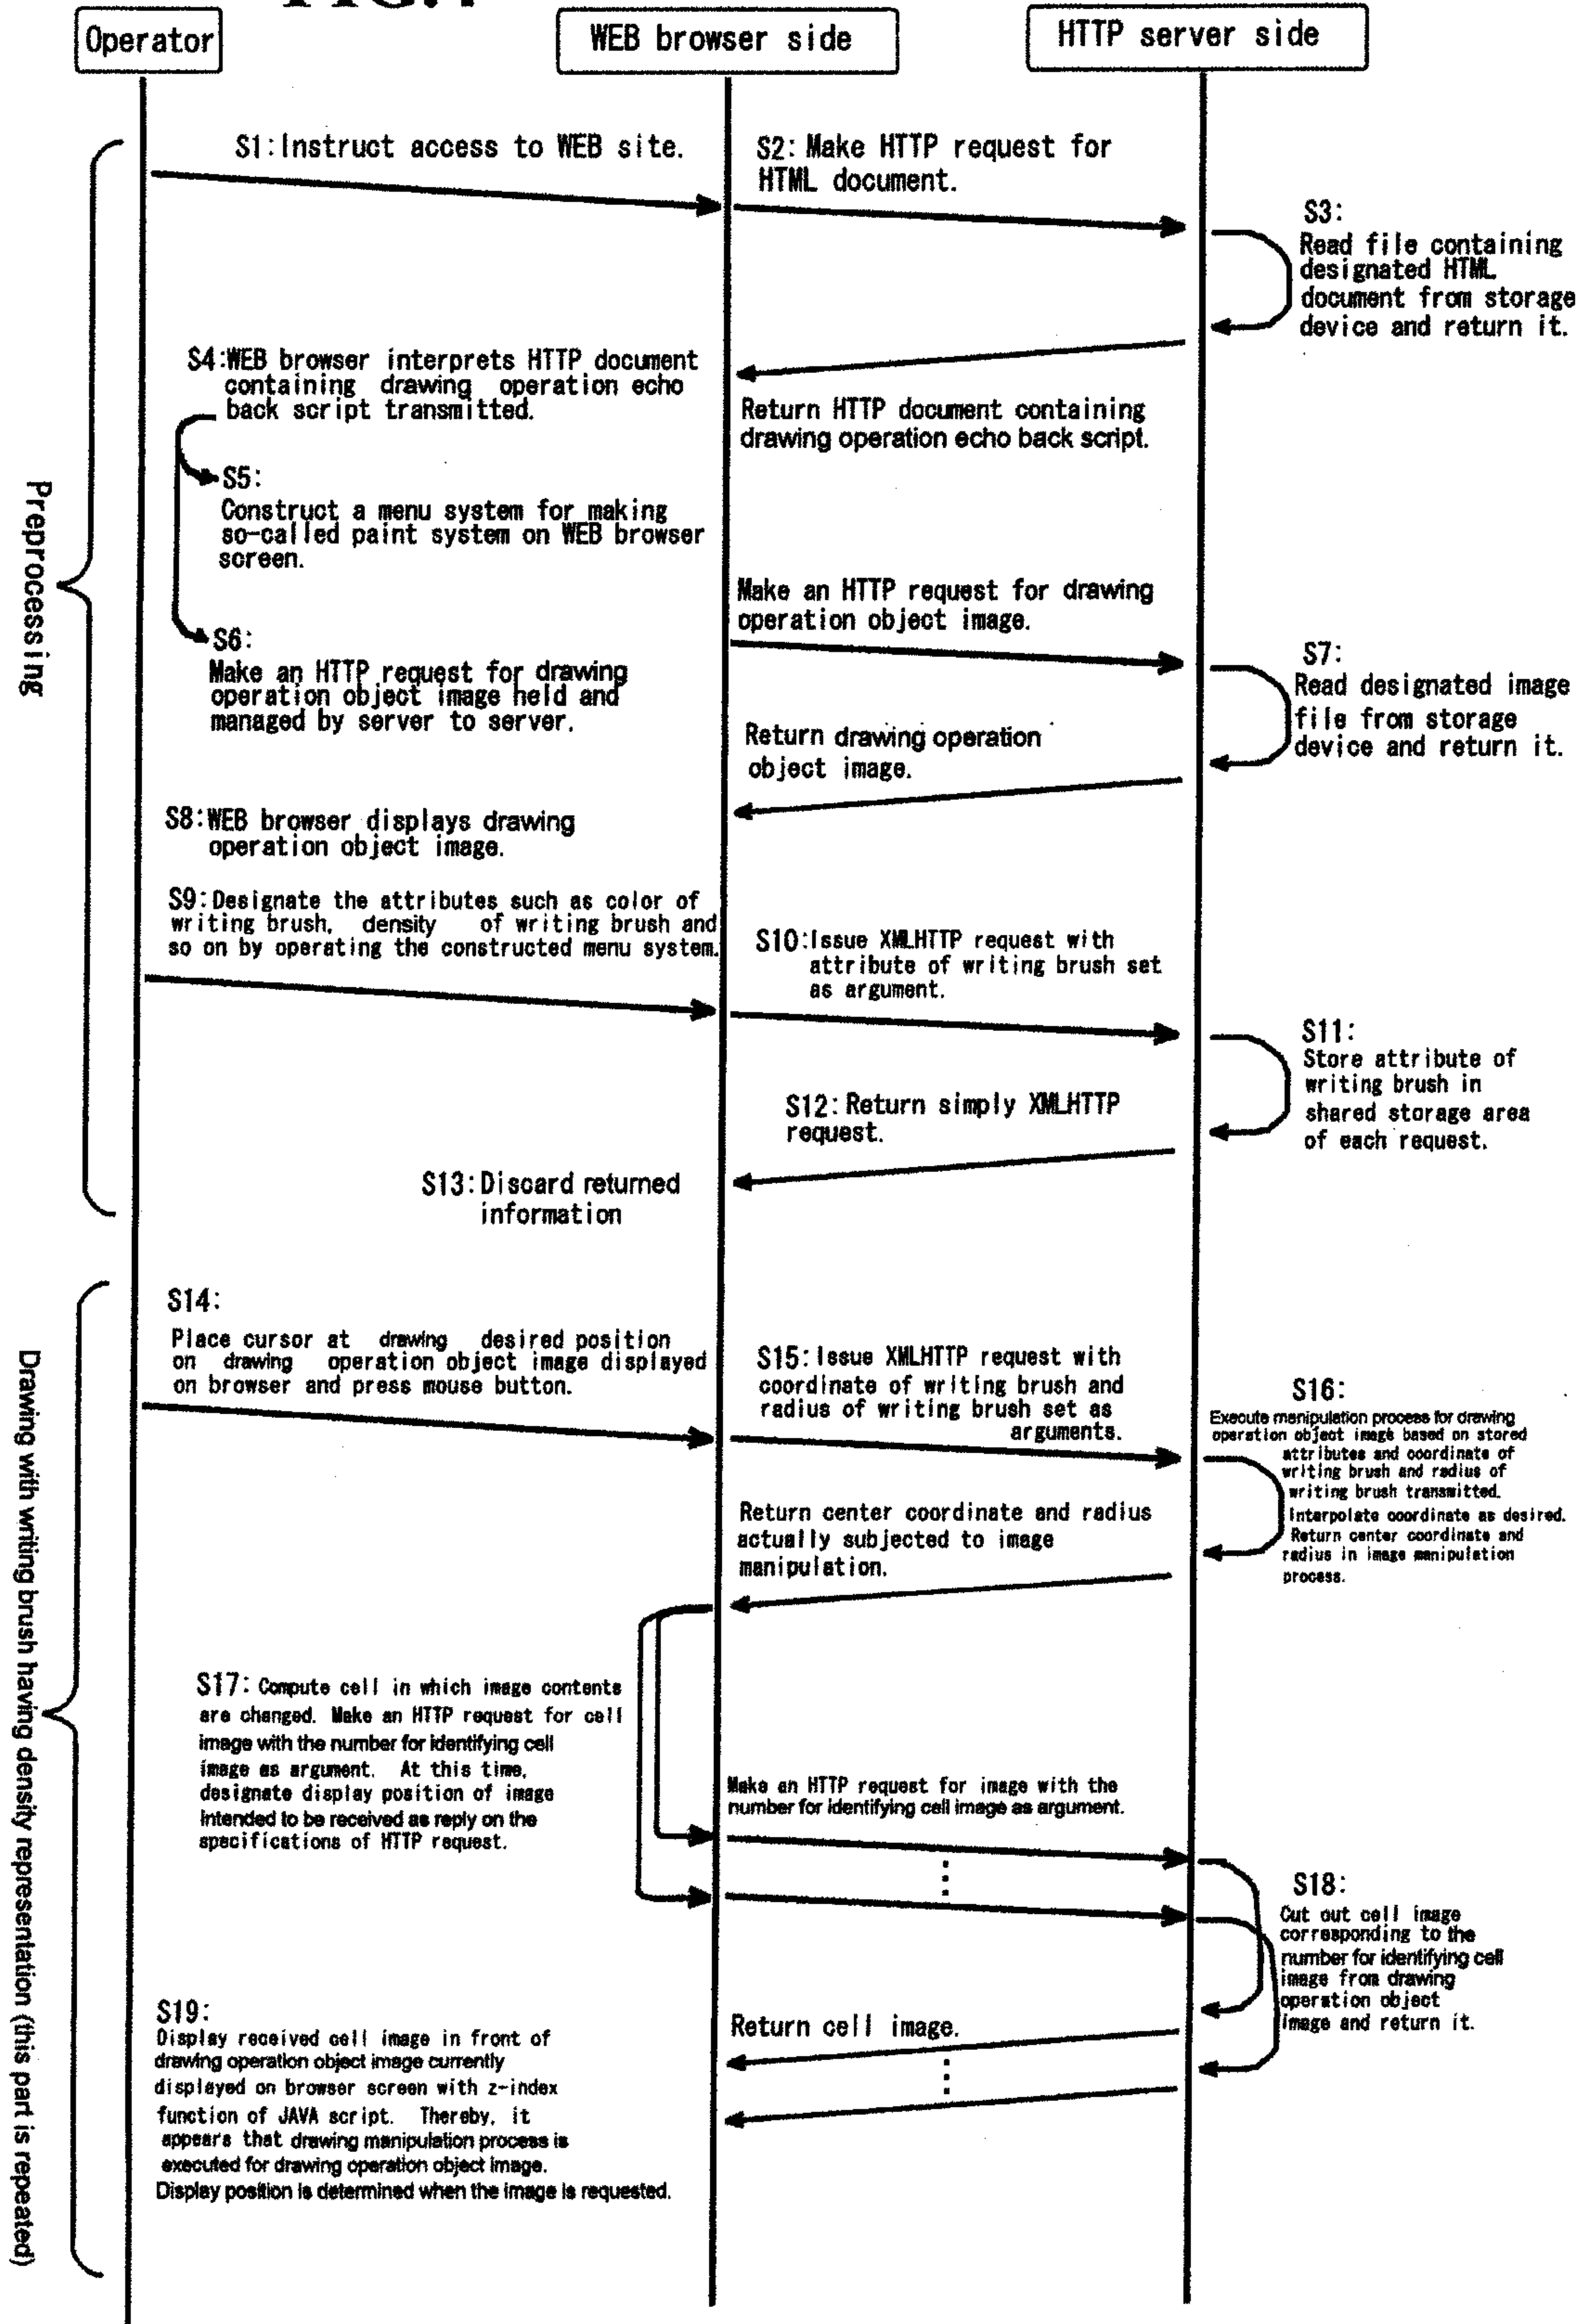 Operator
WEB browser side
HTTP server side
S1:Instruct access to WEB site.
S2: Make HTTP request for
HTML document.
S3:
Read file containing
designated HTML
document from storage
device and return it.
S4:WEB browser interprets HTTP document
containing drawing operation echo
back script transmitted.
Return HTTP document containing
drawing operation echo back script.
S5:
Construct a menu system for making
so-called paint system on WEB browser
screen.
Make an HTTP request for drawing
operation object image.
S6:
Make an HTTP request for drawing
operation object image held and
managed by server to server.
S7:
Read designated image
file from storage
device and return it.
Return drawing operation
object image.
S8:WEB browser displays drawing
operation object image.
S9:Designate the attributes such as color of
writing brush, density of writing brush and
so on by operating the constructed menu system.
S10:Issue XMLHTTP request with
attribute of writing brush set
as argument.
S11:
Store attribute of
writing brush in
shared storage area
of each request.
S12:Return simply XMLHTTP
request.
S13:Discard returned
information
Preprocessing
S14:
Place cursor at drawing desired position
on drawing operation object image displayed
on browser and press mouse button.
S15:Issue XMLHTTP request with
coordinate of writing brush and
radius of writing brush set as
arguments.
S16:
Execute manipulation process for drawing
operation object image based on stored
attributes and coordinate of
writing brush and radius of
writing brush transmitted.
Interpolate coordinate as desired.
Return center coordinate and
radius in image manipulation
process.
Return center coordinate and radius
actually subjected to image
manipulation.
S17: Compute cell in which image contents
are changed. Make an HTTP request for cell
image with the number for identifying cell
image as argument. At this time,
designate display position of image
intended to be received as reply on the
specifications of HTTP request.
Make an HTTP request for image with the
number for identifying cell image as argument.
S18:
Cut out cell image
corresponding to the
number for identifying cell
image from drawing
operation object
image and return it.
Return cell image.
S19:
Display received cell image in front of
drawing operation object image currently
displayed on browser screen with z-index
function of JAVA script. Thereby, it
appears that drawing manipulation process is
executed for drawing operation object image.
Display position is determined when the image is requested.
Drawing with writing brush having density representation (this part is repeated)